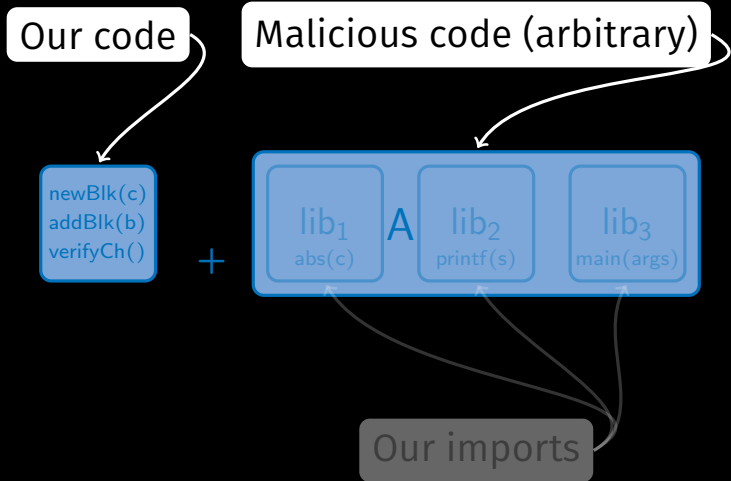 Our code
Malicious code (arbitrary)
newBlk(c)
addBlk(b)
verifyCh()
+
lib₁
abs(c)
A
lib₂
printf(s)
lib₃
main(args)
Our imports